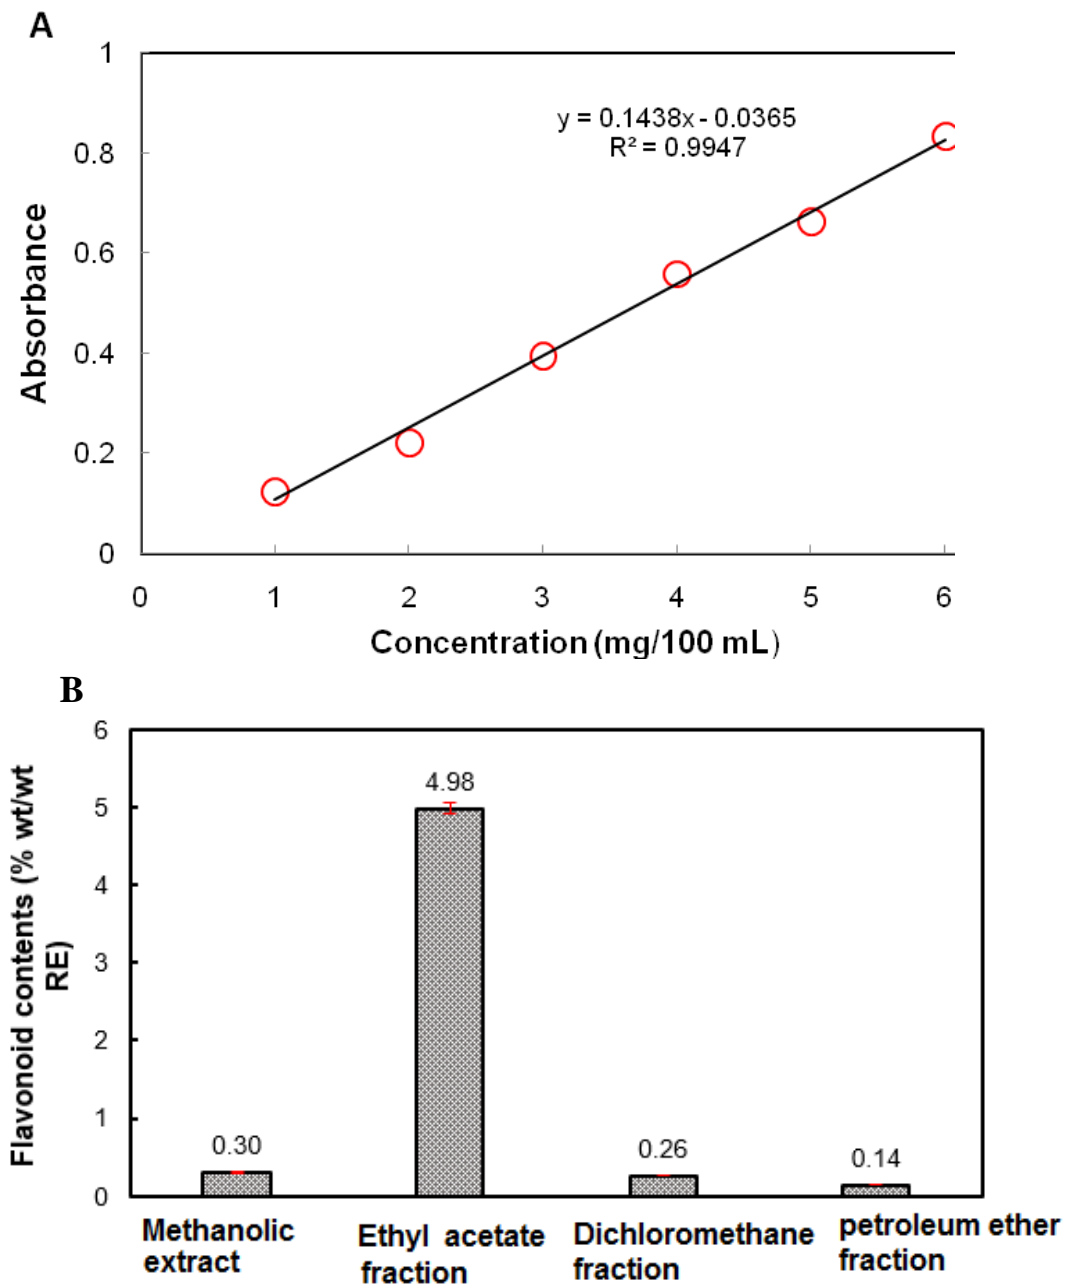 A
1
0.8
0.6
0.4
0.2
0
Absorbance
y = 0.1438x - 0.0365
R² = 0.9947
0 1 2 3 4 5 6
Concentration (mg/100 mL)
B
6
5
4
3
2
1
0
Flavonoid contents (% wt/wt
RE)
0.30
4.98
0.26
0.14
Methanolic
extract
Ethyl acetate
fraction
Dichloromethane
fraction
petroleum ether
fraction